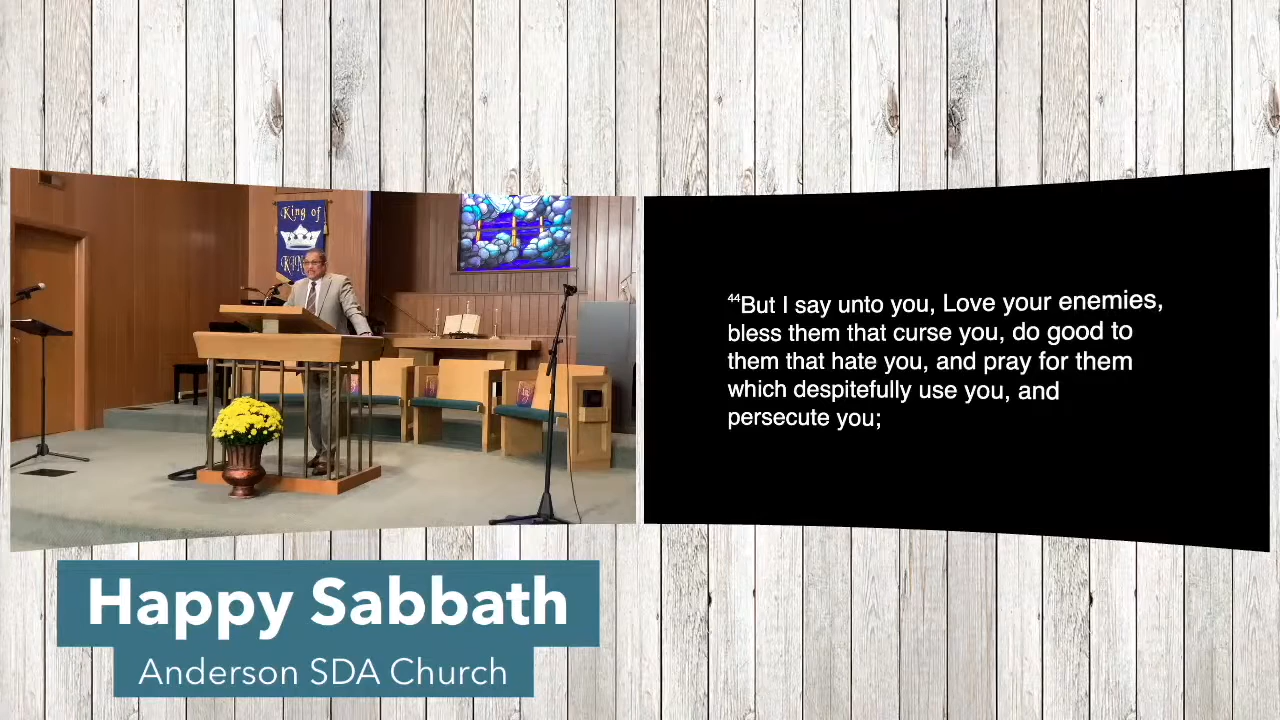 King of
KIN
⁴⁴But I say unto you, Love your enemies,
bless them that curse you, do good to
them that hate you, and pray for them
which despitefully use you, and
persecute you;
Happy Sabbath
Anderson SDA Church